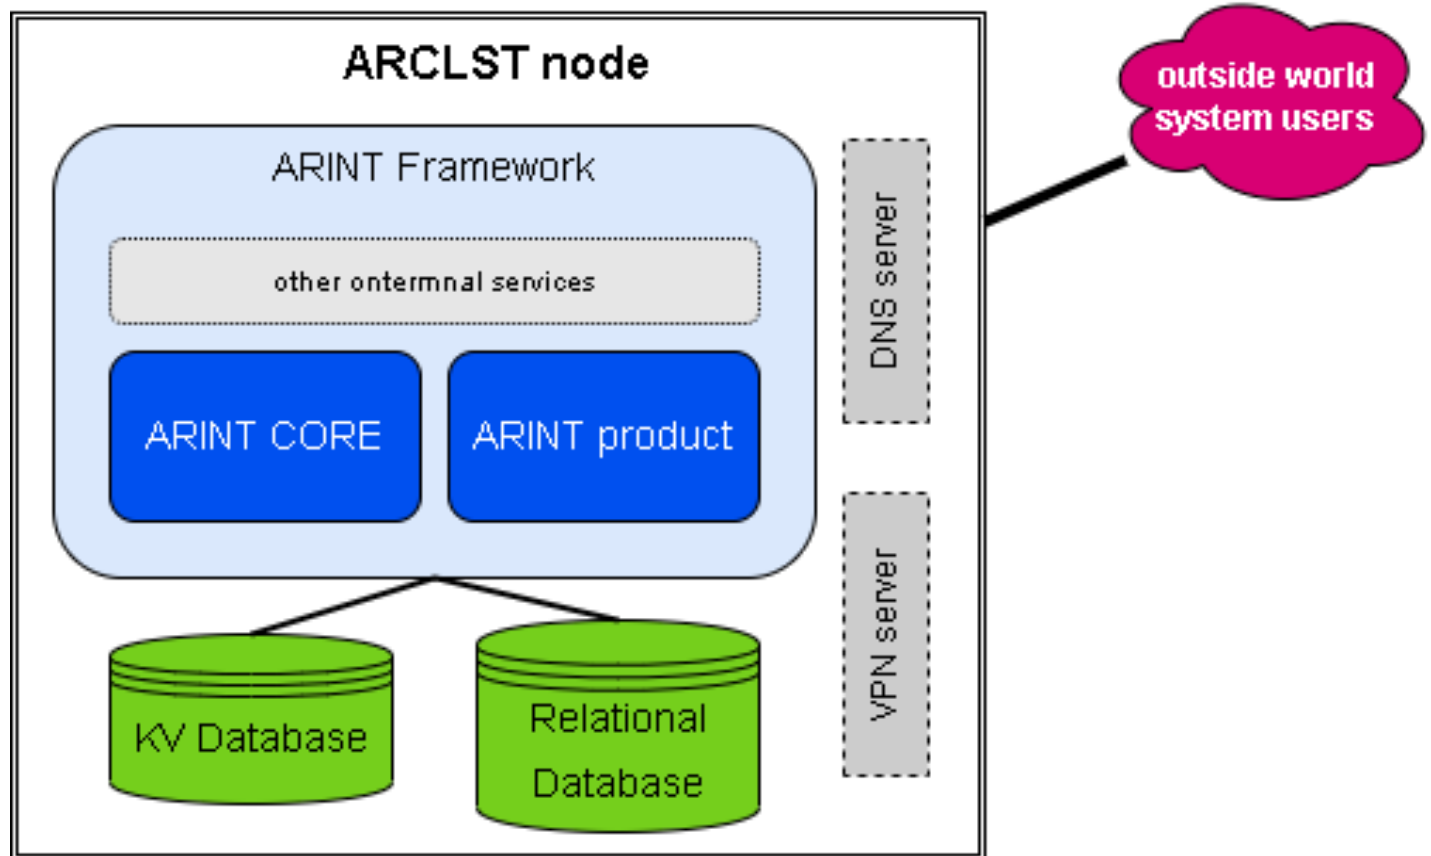 ARCLST node
outside world
system users
ARINT Framework
other ontermnal services
DNS server
ARINT CORE
ARINT product
VPN server
KV Database
Relational
Database